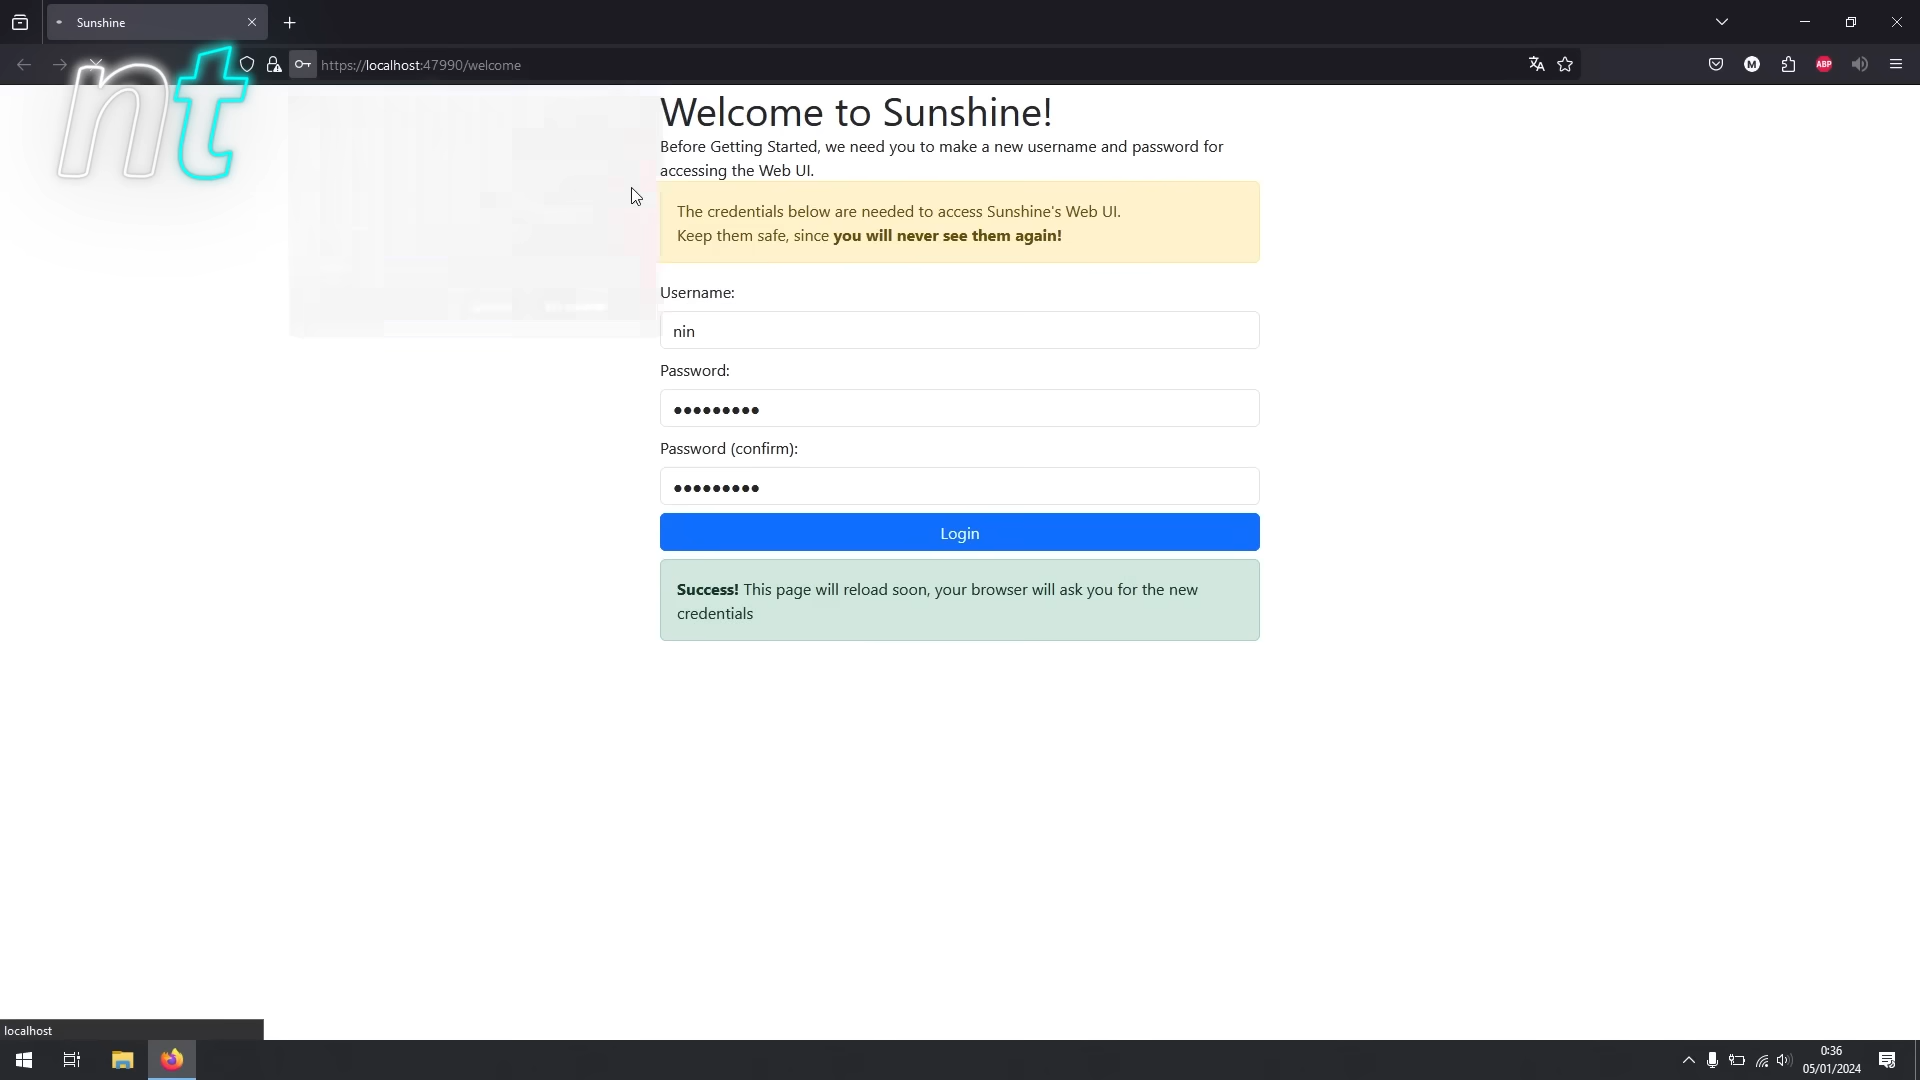 Sunshine
nt
https://localhost:47990/welcome
M
ABP
Welcome to Sunshine!
Before Getting Started, we need you to make a new username and password for
accessing the Web UI.
The credentials below are needed to access Sunshine's Web UI.
Keep them safe, since you will never see them again!
Username:
nin
Password:
●●●●●●●●●
Password (confirm):
●●●●●●●●●
Login
Success! This page will reload soon, your browser will ask you for the new
credentials
localhost
0:36
05/01/2024